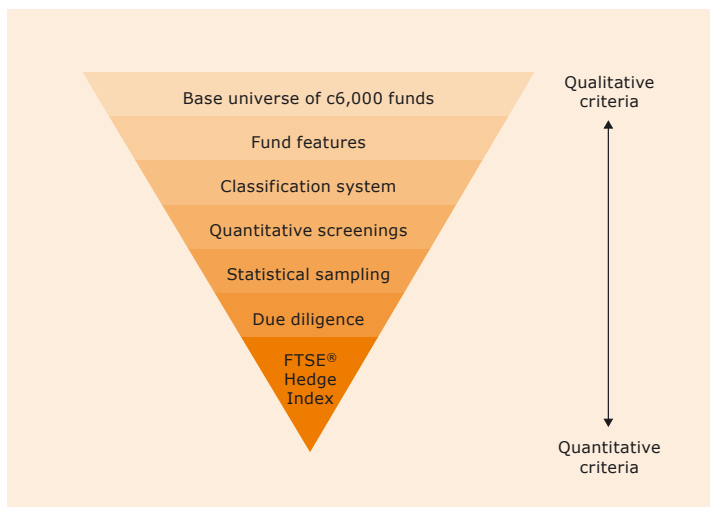 Base universe of c6,000 funds
Fund features
Classification system
Quantitative screenings
Statistical sampling
Due diligence
FTSE®
Hedge
Index
Qualitative
criteria
Quantitative
criteria